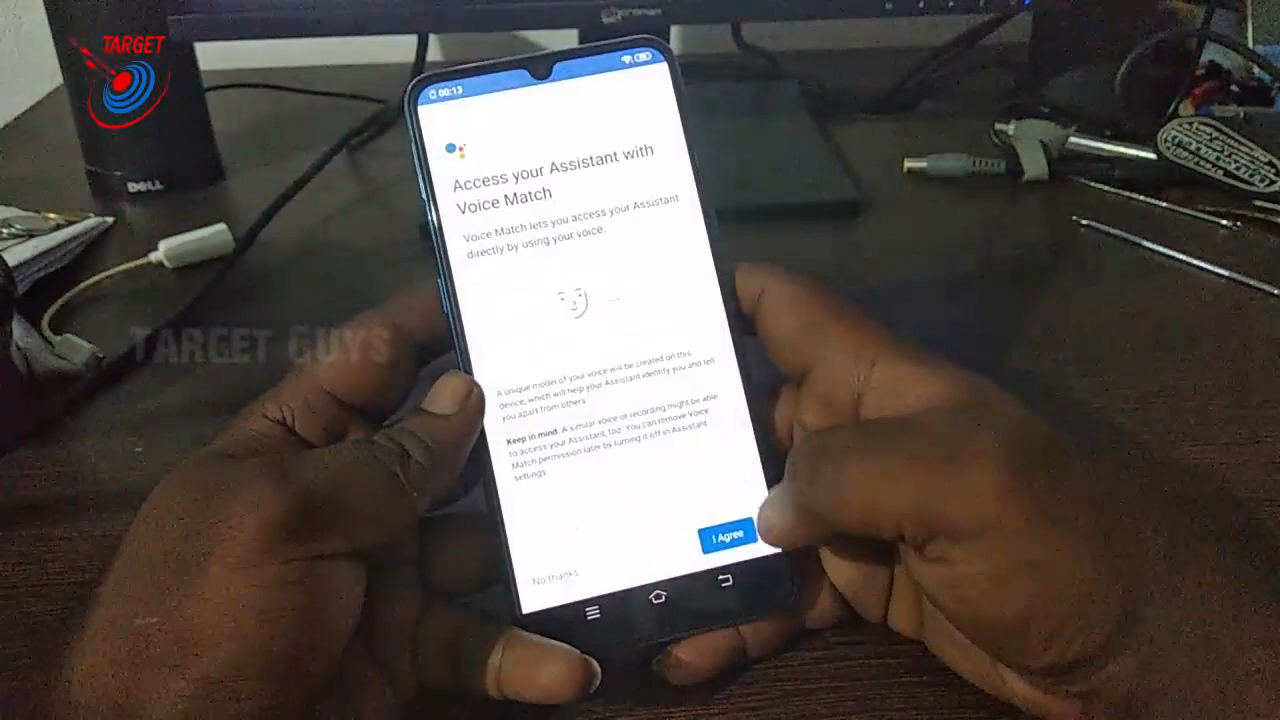 TARGET
DELL
00:13
Access your Assistant with
Voice Match
Voice Match lets you access your Assistant
directly by using your voice.
TARGET GUYS
A unique model of your voice will be created on this
device, which will help your Assistant identify you and tell
you apart from others
Keep in mind: A similar voice or recording might be able
to access your Assistant, too. You can remove Voice
Match permission later by turning it off in Assistant
settings
I Agree
No thanks